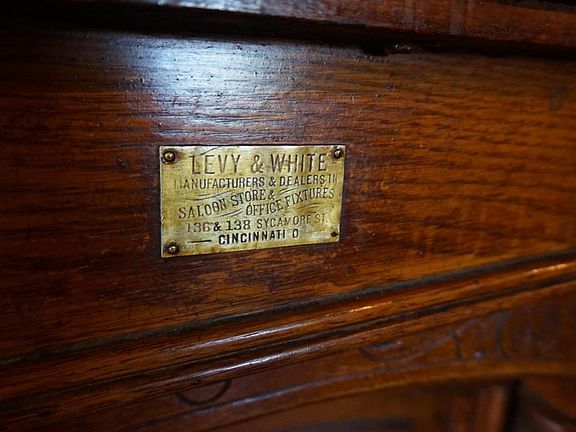 LEVY & WHITE
MANUFACTURERS & DEALERS IN
SALOON STORE &
OFFICE FIXTURES
136 & 138 SYCAMORE ST.
CINCINNATI O